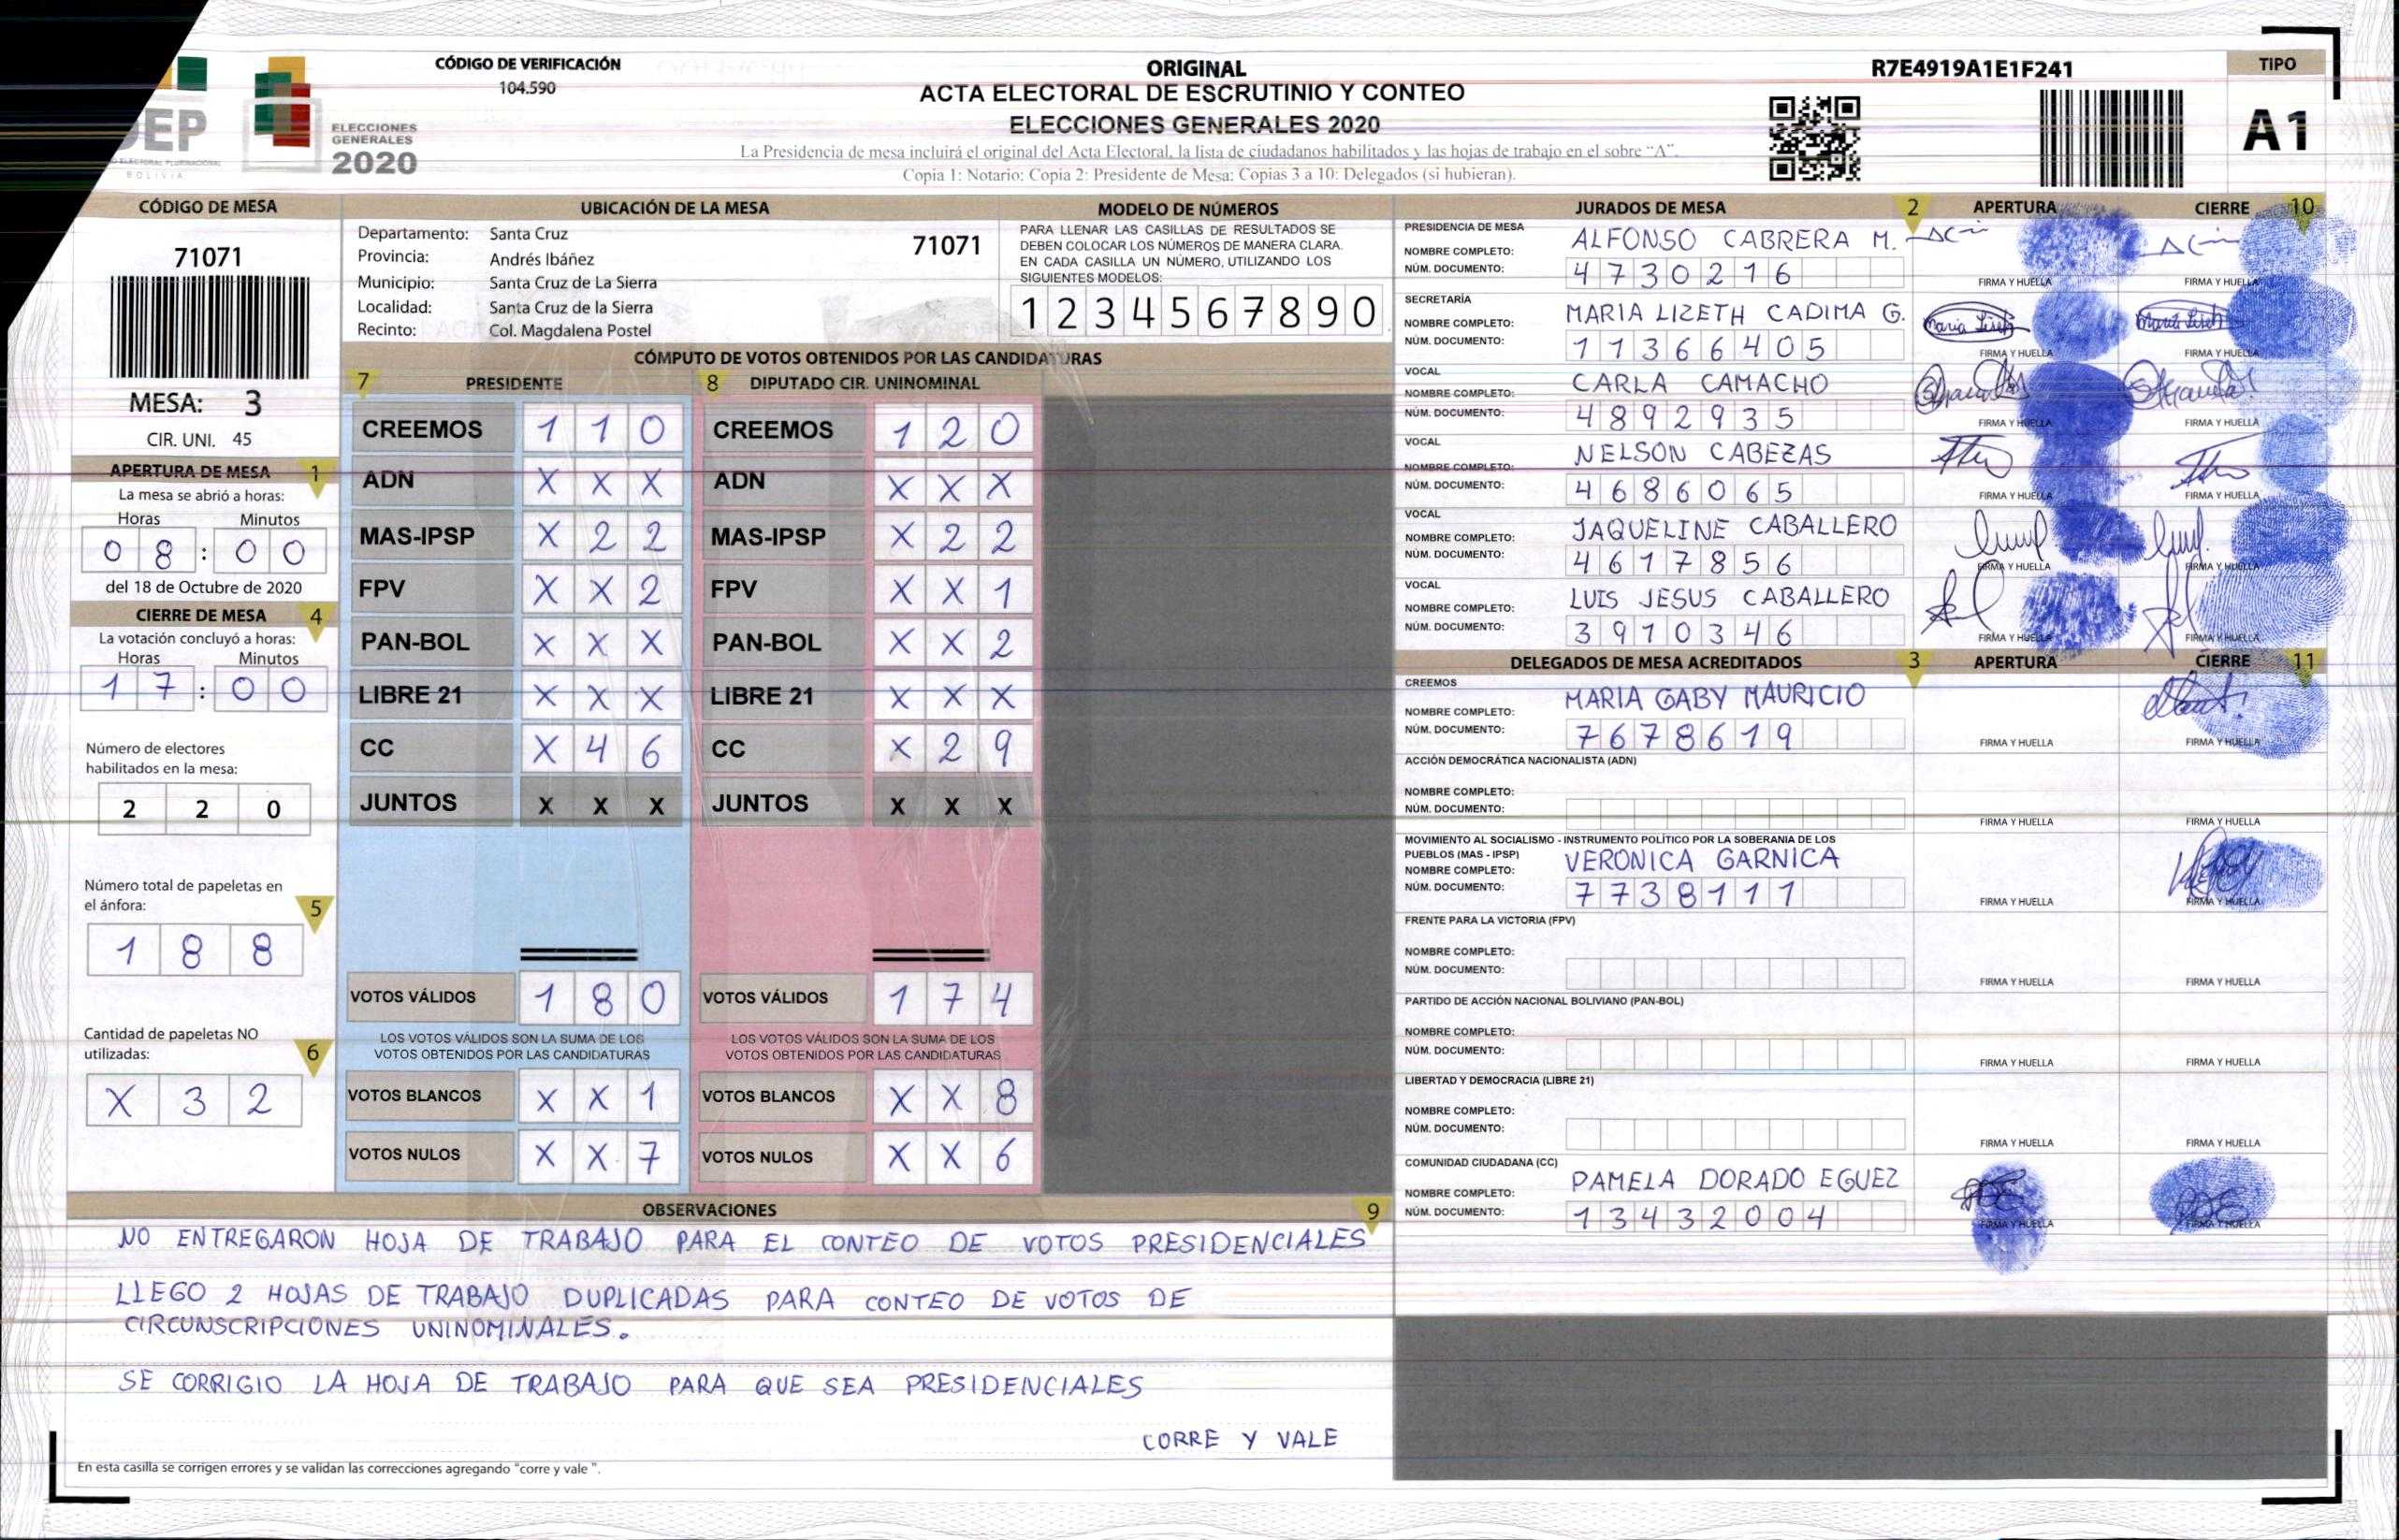 CÓDIGO DE VERIFICACIÓN
104.590
ELECCIONES
GENERALES
2020
BOLIVIA
ORIGINAL
ACTA ELECTORAL DE ESCRUTINIO Y CONTEO
ELECCIONES GENERALES 2020
La Presidencia de mesa incluirá el original del Acta Electoral, la lista de ciudadanos habilitados y las hojas de trabajo en el sobre “A”.
Copia 1: Notario; Copia 2: Presidente de Mesa; Copias 3 a 10: Delegados (si hubieran).
R7E4919A1E1F241
TIPO
A1
CÓDIGO DE MESA
71071
MESA: 3
CIR. UNI. 45
APERTURA DE MESA 1
La mesa se abrió a horas:
Horas Minutos
0 8 : 0 0
del 18 de Octubre de 2020
CIERRE DE MESA 4
La votación concluyó a horas:
Horas Minutos
1 7 : 0 0
Número de electores
habilitados en la mesa:
2 2 0
Número total de papeletas en
el ánfora: 5
1 8 8
Cantidad de papeletas NO
utilizadas: 6
X 3 2
UBICACIÓN DE LA MESA
Departamento: Santa Cruz
Provincia: Andrés Ibáñez
Municipio: Santa Cruz de La Sierra
Localidad: Santa Cruz de la Sierra
Recinto: Col. Magdalena Postel
71071
MODELO DE NÚMEROS
PARA LLENAR LAS CASILLAS DE RESULTADOS SE
DEBEN COLOCAR LOS NÚMEROS DE MANERA CLARA.
EN CADA CASILLA UN NÚMERO, UTILIZANDO LOS
SIGUIENTES MODELOS:
1 2 3 4 5 6 7 8 9 0
CÓMPUTO DE VOTOS OBTENIDOS POR LAS CANDIDATURAS
7 PRESIDENTE
CREEMOS 1 1 0
ADN X X X
MAS-IPSP X 2 2
FPV X X 2
PAN-BOL X X X
LIBRE 21 X X X
CC X 4 6
JUNTOS X X X
VOTOS VÁLIDOS 1 8 0
LOS VOTOS VÁLIDOS SON LA SUMA DE LOS
VOTOS OBTENIDOS POR LAS CANDIDATURAS
VOTOS BLANCOS X X 1
VOTOS NULOS X X 7
8 DIPUTADO CIR. UNINOMINAL
CREEMOS 1 2 0
ADN X X X
MAS-IPSP X 2 2
FPV X X 1
PAN-BOL X X 2
LIBRE 21 X X X
CC X 2 9
JUNTOS X X X
VOTOS VÁLIDOS 1 7 4
LOS VOTOS VÁLIDOS SON LA SUMA DE LOS
VOTOS OBTENIDOS POR LAS CANDIDATURAS
VOTOS BLANCOS X X 8
VOTOS NULOS X X 6
OBSERVACIONES 9
NO ENTREGARON HOJA DE TRABAJO PARA EL CONTEO DE VOTOS PRESIDENCIALES
LLEGO 2 HOJAS DE TRABAJO DUPLICADAS PARA CONTEO DE VOTOS DE
CIRCUNSCRIPCIONES UNINOMINALES.
SE CORRIGIO LA HOJA DE TRABAJO PARA QUE SEA PRESIDENCIALES
CORRE Y VALE
En esta casilla se corrigen errores y se validan las correcciones agregando "corre y vale ".
JURADOS DE MESA 2 APERTURA CIERRE 10
PRESIDENCIA DE MESA
NOMBRE COMPLETO: ALFONSO CABRERA M.
NÚM. DOCUMENTO: 4730216
FIRMA Y HUELLA FIRMA Y HUELLA
SECRETARÍA
NOMBRE COMPLETO: MARIA LIZETH CADIMA G.
NÚM. DOCUMENTO: 11366405
FIRMA Y HUELLA FIRMA Y HUELLA
VOCAL
NOMBRE COMPLETO: CARLA CAMACHO
NÚM. DOCUMENTO: 4892935
FIRMA Y HUELLA FIRMA Y HUELLA
VOCAL
NOMBRE COMPLETO: NELSON CABEZAS
NÚM. DOCUMENTO: 4686065
FIRMA Y HUELLA FIRMA Y HUELLA
VOCAL
NOMBRE COMPLETO: JAQUELINE CABALLERO
NÚM. DOCUMENTO: 4617856
FIRMA Y HUELLA FIRMA Y HUELLA
VOCAL
NOMBRE COMPLETO: LUIS JESUS CABALLERO
NÚM. DOCUMENTO: 3910346
FIRMA Y HUELLA FIRMA Y HUELLA
DELEGADOS DE MESA ACREDITADOS 3 APERTURA CIERRE 11
CREEMOS
NOMBRE COMPLETO: MARIA GABY MAURICIO
NÚM. DOCUMENTO: 7678619
FIRMA Y HUELLA FIRMA Y HUELLA
ACCIÓN DEMOCRÁTICA NACIONALISTA (ADN)
NOMBRE COMPLETO:
NÚM. DOCUMENTO:
FIRMA Y HUELLA FIRMA Y HUELLA
MOVIMIENTO AL SOCIALISMO - INSTRUMENTO POLÍTICO POR LA SOBERANIA DE LOS
PUEBLOS (MAS - IPSP)
NOMBRE COMPLETO: VERONICA GARNICA
NÚM. DOCUMENTO: 7738111
FIRMA Y HUELLA FIRMA Y HUELLA
FRENTE PARA LA VICTORIA (FPV)
NOMBRE COMPLETO:
NÚM. DOCUMENTO:
FIRMA Y HUELLA FIRMA Y HUELLA
PARTIDO DE ACCIÓN NACIONAL BOLIVIANO (PAN-BOL)
NOMBRE COMPLETO:
NÚM. DOCUMENTO:
FIRMA Y HUELLA FIRMA Y HUELLA
LIBERTAD Y DEMOCRACIA (LIBRE 21)
NOMBRE COMPLETO:
NÚM. DOCUMENTO:
FIRMA Y HUELLA FIRMA Y HUELLA
COMUNIDAD CIUDADANA (CC)
NOMBRE COMPLETO: PAMELA DORADO EGUEZ
NÚM. DOCUMENTO: 13432004
FIRMA Y HUELLA FIRMA Y HUELLA